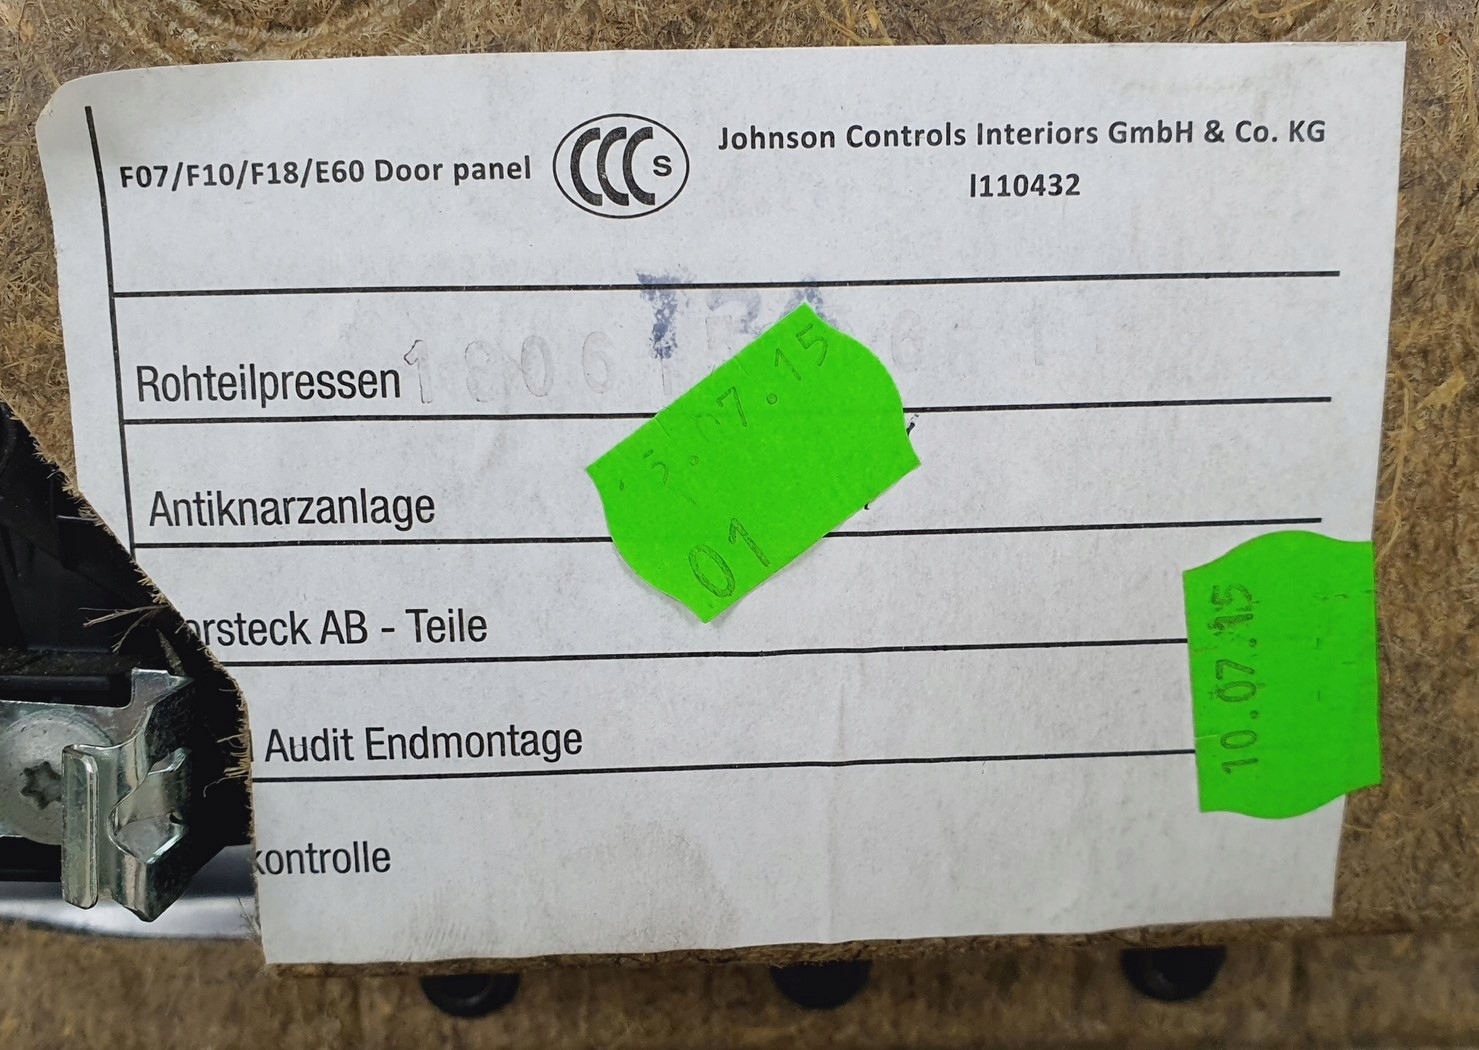 F07/F10/F18/E60 Door panel
CCC S
Johnson Controls Interiors GmbH & Co. KG
I110432
Rohteilpressen
07.15
01
Antiknarzanlage
orsteck AB - Teile
Audit Endmontage
10.07.15
kontrolle